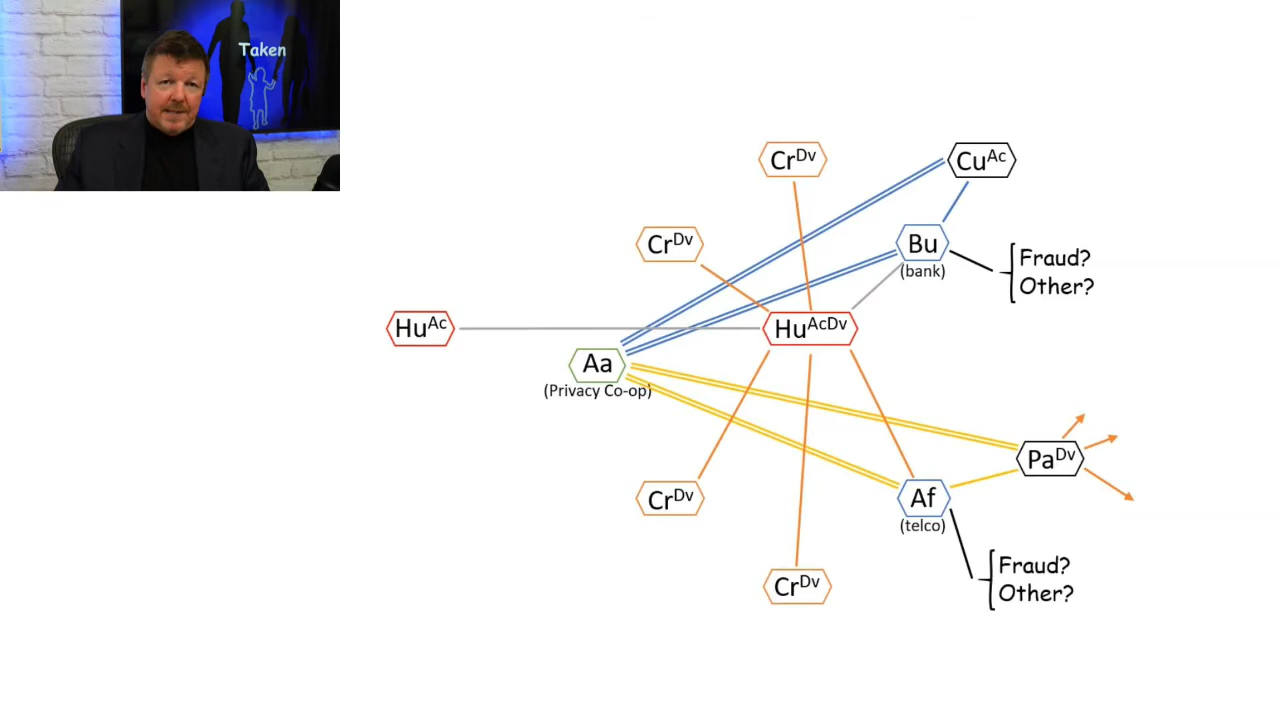 Taken
Cr^Dv
Cu^Ac
Cr^Dv
Bu
(bank)
Fraud?
Other?
Hu^Ac
Hu^AcDv
Aa
(Privacy Co-op)
Pa^Dv
Cr^Dv
Af
(telco)
Fraud?
Other?
Cr^Dv